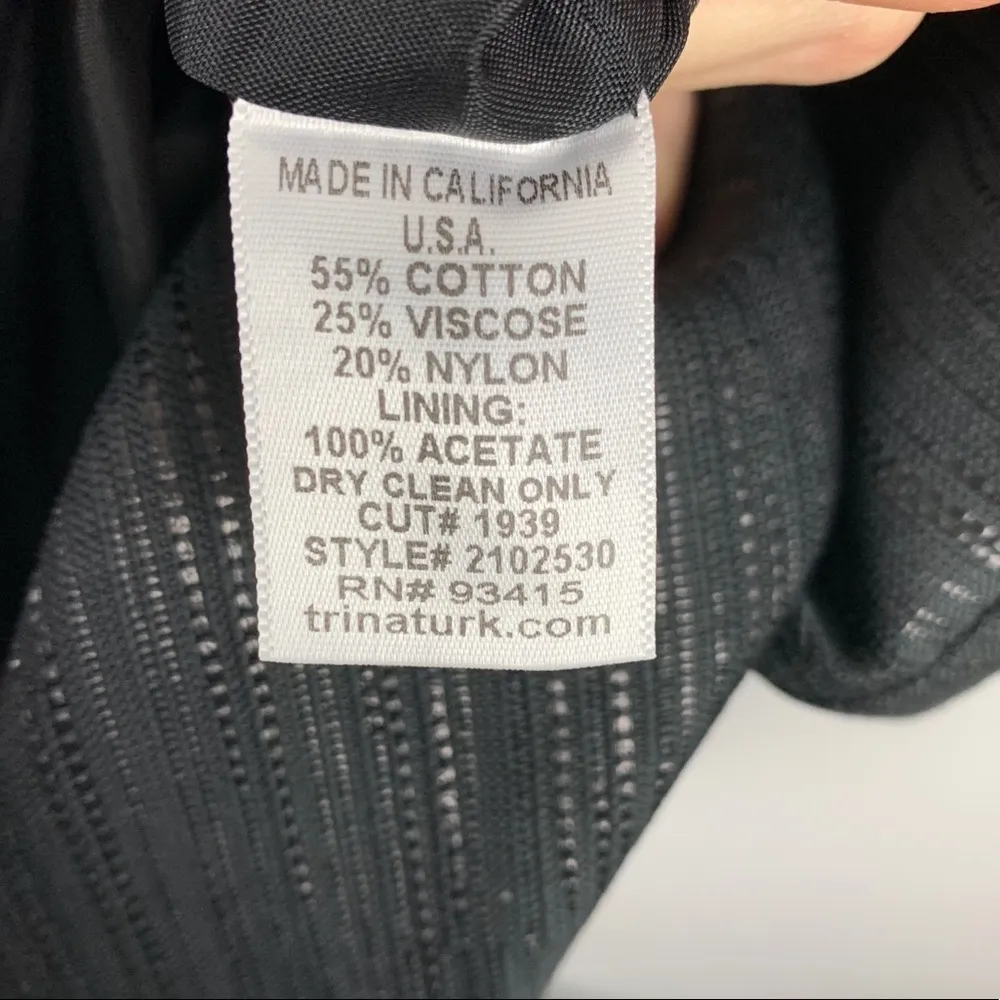 MADE IN CALIFORNIA
U.S.A.
55% COTTON
25% VISCOSE
20% NYLON
LINING:
100% ACETATE
DRY CLEAN ONLY
CUT# 1939
STYLE# 2102530
RN# 93415
trinaturk.com